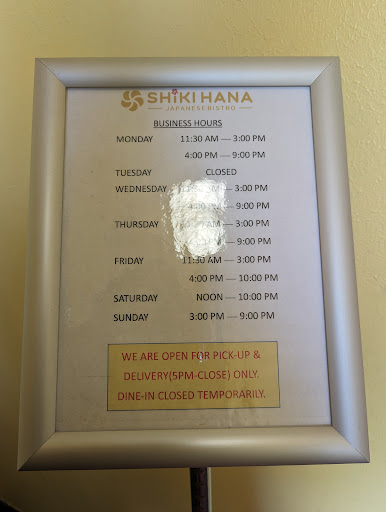 SHiKI HANA
JAPANESE BISTRO
BUSINESS HOURS
MONDAY 11:30 AM — 3:00 PM
4:00 PM — 9:00 PM
TUESDAY CLOSED
WEDNESDAY — 3:00 PM
PM — 9:00 PM
THURSDAY — 3:00 PM
— 9:00 PM
FRIDAY 11:30 AM — 3:00 PM
4:00 PM — 10:00 PM
SATURDAY NOON — 10:00 PM
SUNDAY 3:00 PM — 9:00 PM
WE ARE OPEN FOR PICK-UP &
DELIVERY(5PM-CLOSE) ONLY.
DINE-IN CLOSED TEMPORARILY.